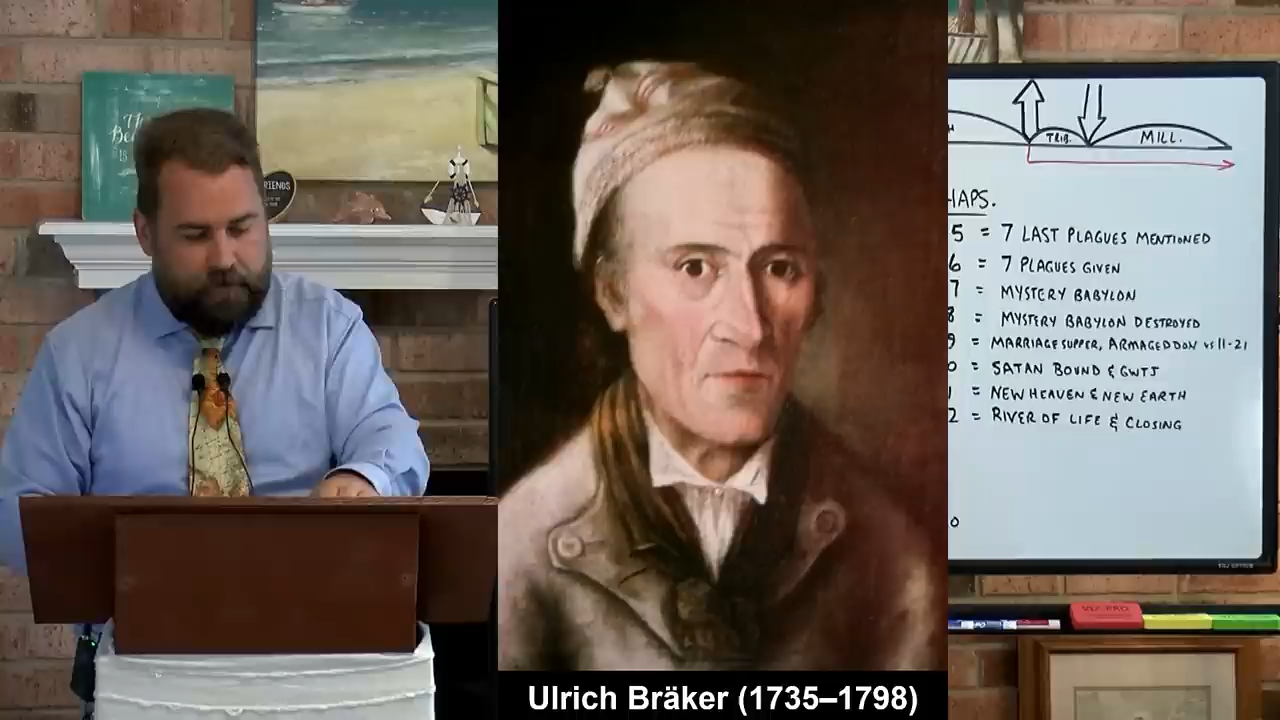 RIENDS
TRIB.
MILL.
HAPS.
5 = 7 LAST PLAGUES MENTIONED
6 = 7 PLAGUES GIVEN
7 = MYSTERY BABYLON
8 = MYSTERY BABYLON DESTROYED
9 = MARRIAGE SUPPER, ARMAGEDDON vs 11-21
0 = SATAN BOUND & GWTJ
1 = NEW HEAVEN & NEW EARTH
2 = RIVER OF LIFE & CLOSING
0
Ulrich Bräker (1735–1798)